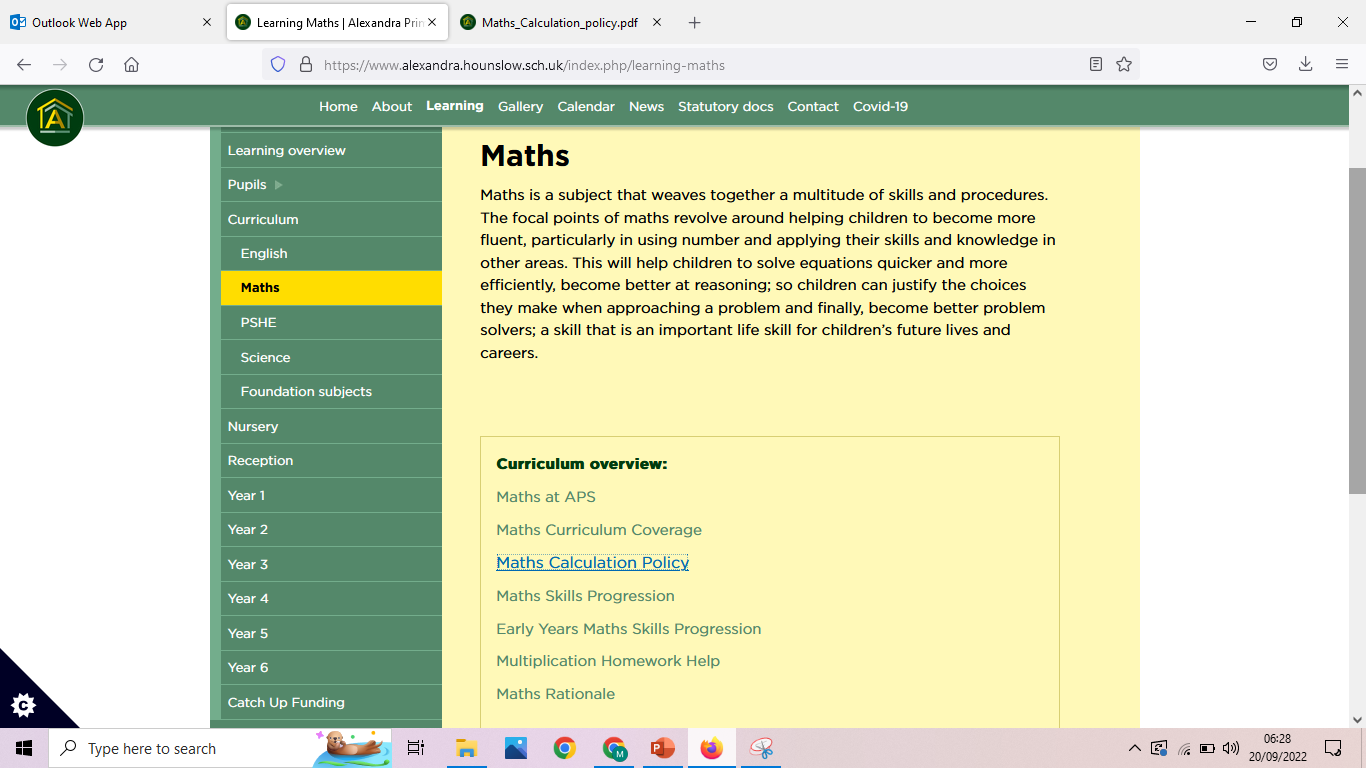 Outlook Web App
Learning Maths | Alexandra Prin
Maths_Calculation_policy.pdf
https://www.alexandra.hounslow.sch.uk/index.php/learning-maths
A
Home About Learning Gallery Calendar News Statutory docs Contact Covid-19
Learning overview
Pupils
Curriculum
English
Maths
PSHE
Science
Foundation subjects
Nursery
Reception
Year 1
Year 2
Year 3
Year 4
Year 5
Year 6
Catch Up Funding
Maths
Maths is a subject that weaves together a multitude of skills and procedures.
The focal points of maths revolve around helping children to become more
fluent, particularly in using number and applying their skills and knowledge in
other areas. This will help children to solve equations quicker and more
efficiently, become better at reasoning; so children can justify the choices
they make when approaching a problem and finally, become better problem
solvers; a skill that is an important life skill for children’s future lives and
careers.
Curriculum overview:
Maths at APS
Maths Curriculum Coverage
Maths Calculation Policy
Maths Skills Progression
Early Years Maths Skills Progression
Multiplication Homework Help
Maths Rationale
C
Type here to search
M
P
06:28
20/09/2022